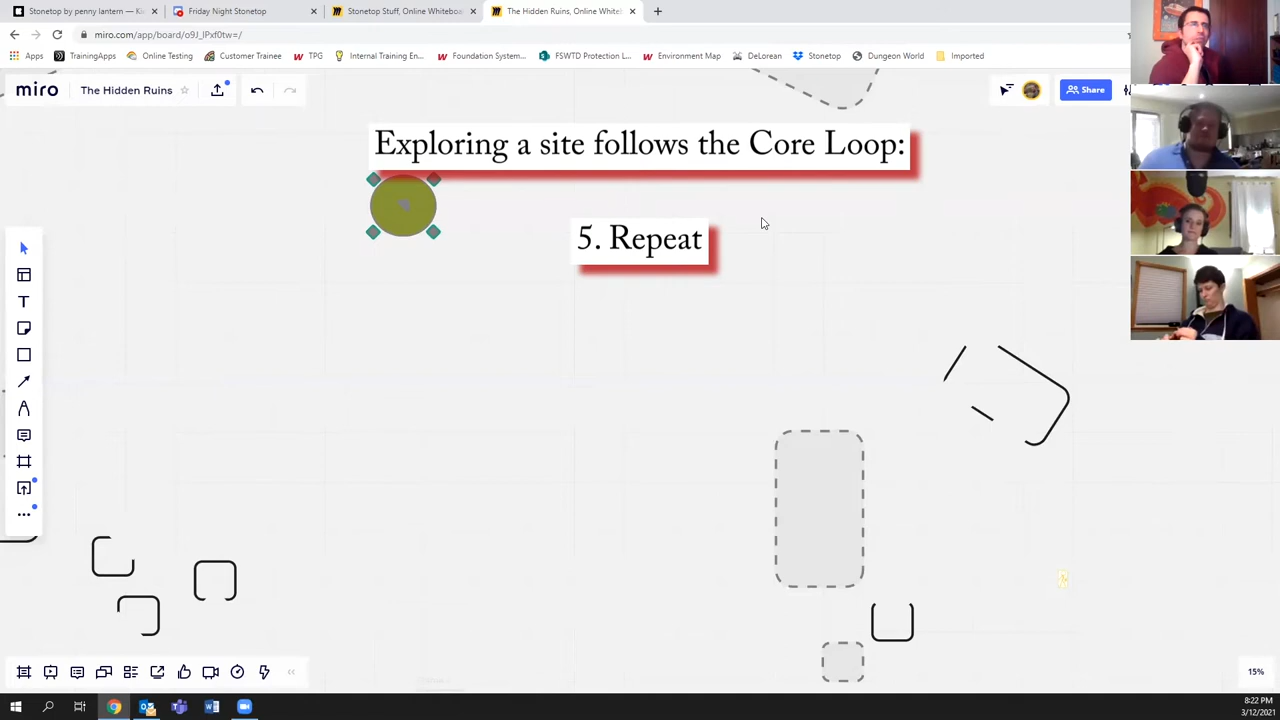 Stonetop by penny lantern — Ki
Friday Night Stonetop
Stonetop Stuff, Online Whiteboa
The Hidden Ruins, Online Whiteb
miro.com/app/board/o9J_lPxf0tw=/
Apps
TrainingApps
Online Testing
Customer Trainee
TPG
Internal Training En...
Foundation System...
FSWTD Protection L...
Environment Map
DeLorean
Stonetop
Dungeon World
Imported
miro
The Hidden Ruins
Share
Exploring a site follows the Core Loop:
5. Repeat
15%
8:22 PM
3/12/2021